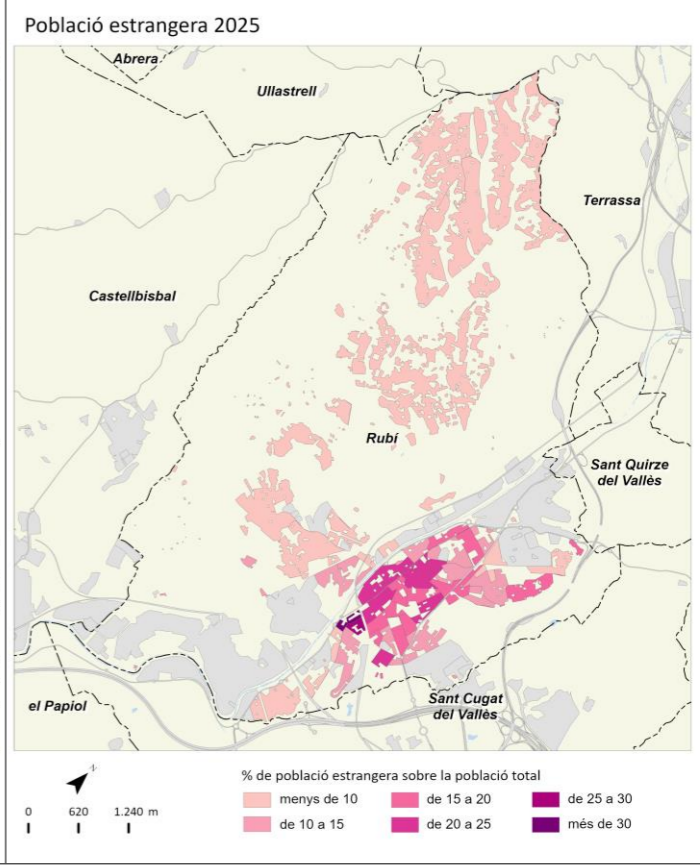 Població estrangera 2025
Abrera
Ullastrell
Terrassa
Castellbisbal
Rubí
Sant Quirze
del Vallès
el Papiol
Sant Cugat
del Vallès
N
0 620 1.240 m
% de població estrangera sobre la població total
menys de 10
de 10 a 15
de 15 a 20
de 20 a 25
de 25 a 30
més de 30